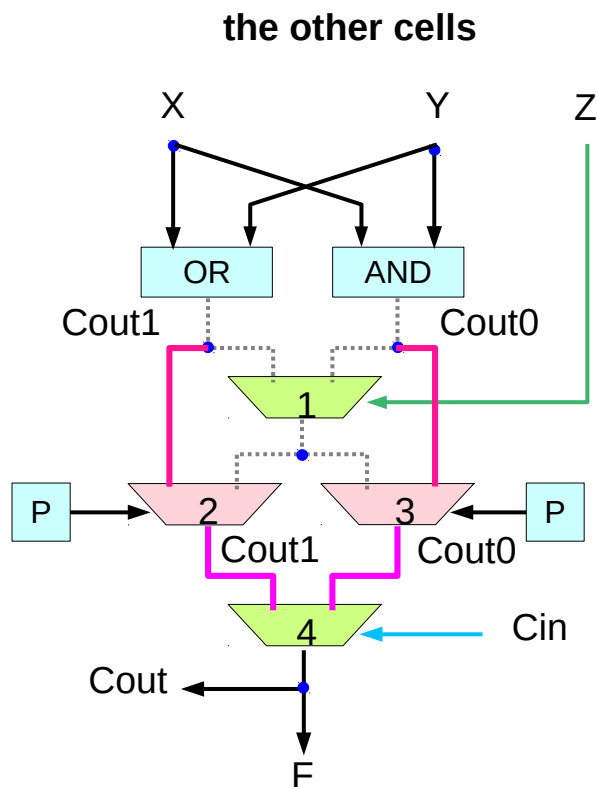 the other cells
X Y Z
OR AND
Cout1 Cout0
1
P 2 3 P
Cout1 Cout0
4 Cin
Cout
F